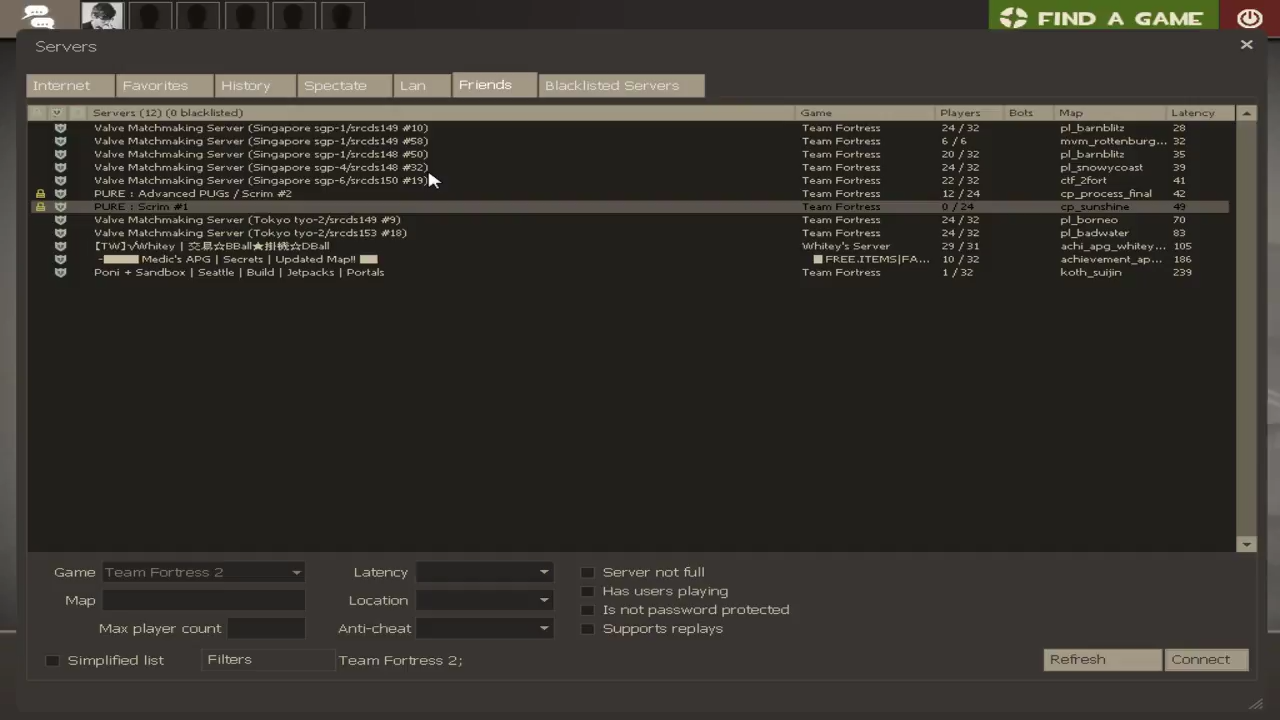 FIND A GAME
Servers
Internet Favorites History Spectate Lan Friends Blacklisted Servers
Servers (12) (0 blacklisted) Game Players Bots Map Latency
Valve Matchmaking Server (Singapore sgp-1/srcds149 #10) Team Fortress 24 / 32 pl_barnblitz 28
Valve Matchmaking Server (Singapore sgp-1/srcds149 #58) Team Fortress 6 / 6 mvm_rottenburg... 32
Valve Matchmaking Server (Singapore sgp-1/srcds148 #50) Team Fortress 20 / 32 pl_barnblitz 35
Valve Matchmaking Server (Singapore sgp-4/srcds148 #32) Team Fortress 24 / 32 pl_snowycoast 39
Valve Matchmaking Server (Singapore sgp-6/srcds150 #19) Team Fortress 22 / 32 ctf_2fort 41
PURE : Advanced PUGs / Scrim #2 Team Fortress 12 / 24 cp_process_final 42
PURE : Scrim #1 Team Fortress 0 / 24 cp_sunshine 49
Valve Matchmaking Server (Tokyo tyo-2/srcds149 #9) Team Fortress 24 / 32 pl_borneo 70
Valve Matchmaking Server (Tokyo tyo-2/srcds153 #18) Team Fortress 24 / 32 pl_badwater 83
[TW]√Whitey | 交易☆BBall★掛機☆DBall Whitey's Server 29 / 31 achi_apg_whitey... 105
Medic's APG | Secrets | Updated Map!! FREE.ITEMS|FA... 10 / 32 achievement_ap... 186
Poni + Sandbox | Seattle | Build | Jetpacks | Portals Team Fortress 1 / 32 koth_suijin 239
Game Team Fortress 2 Latency Server not full
Has users playing
Map Location Is not password protected
Max player count Anti-cheat Supports replays
Simplified list Filters Team Fortress 2; Refresh Connect